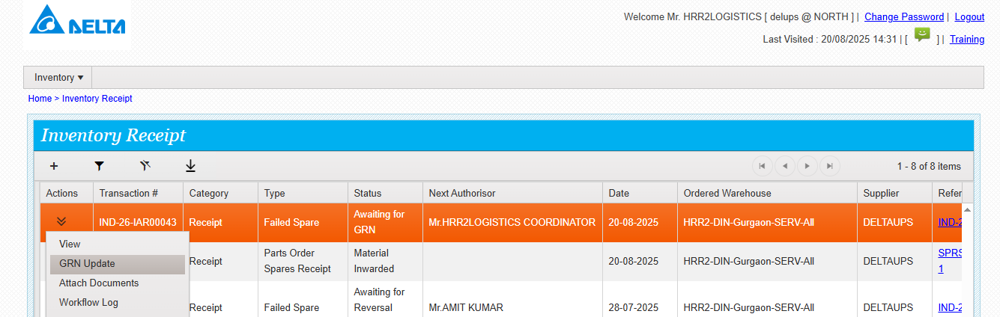 DELTA
Welcome Mr. HRR2LOGISTICS [ delups @ NORTH ] | Change Password | Logout
Last Visited : 20/08/2025 14:31 | [ ] | Training
Inventory
Home > Inventory Receipt
Inventory Receipt
1 - 8 of 8 items
Actions Transaction # Category Type Status Next Authorisor Date Ordered Warehouse Supplier Refer
IND-26-IAR00043 Receipt Failed Spare Awaiting for GRN Mr.HRR2LOGISTICS COORDINATOR 20-08-2025 HRR2-DIN-Gurgaon-SERV-All DELTAUPS IND-2
View
GRN Update
Attach Documents
Workflow Log
Receipt Parts Order Spares Receipt Material Inwarded 20-08-2025 HRR2-DIN-Gurgaon-SERV-All DELTAUPS SPRS 1
Receipt Failed Spare Awaiting for Reversal Mr.AMIT KUMAR 28-07-2025 HRR2-DIN-Gurgaon-SERV-All DELTAUPS IND-2